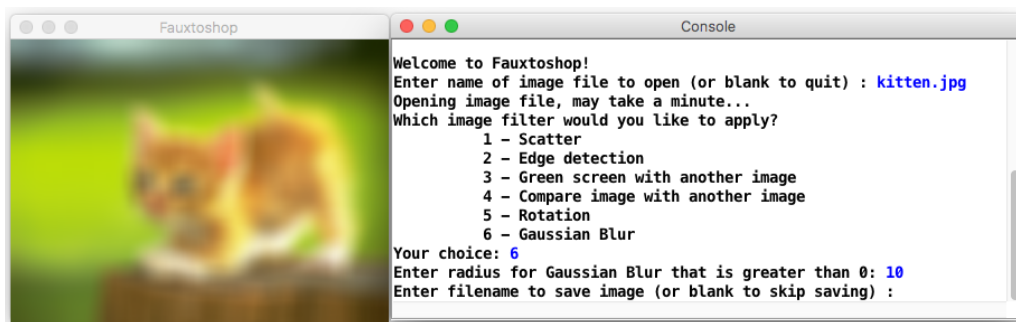 Fauxtoshop
Console
Welcome to Fauxtoshop!
Enter name of image file to open (or blank to quit) : kitten.jpg
Opening image file, may take a minute...
Which image filter would you like to apply?
1 – Scatter
2 – Edge detection
3 – Green screen with another image
4 – Compare image with another image
5 – Rotation
6 – Gaussian Blur
Your choice: 6
Enter radius for Gaussian Blur that is greater than 0: 10
Enter filename to save image (or blank to skip saving) :